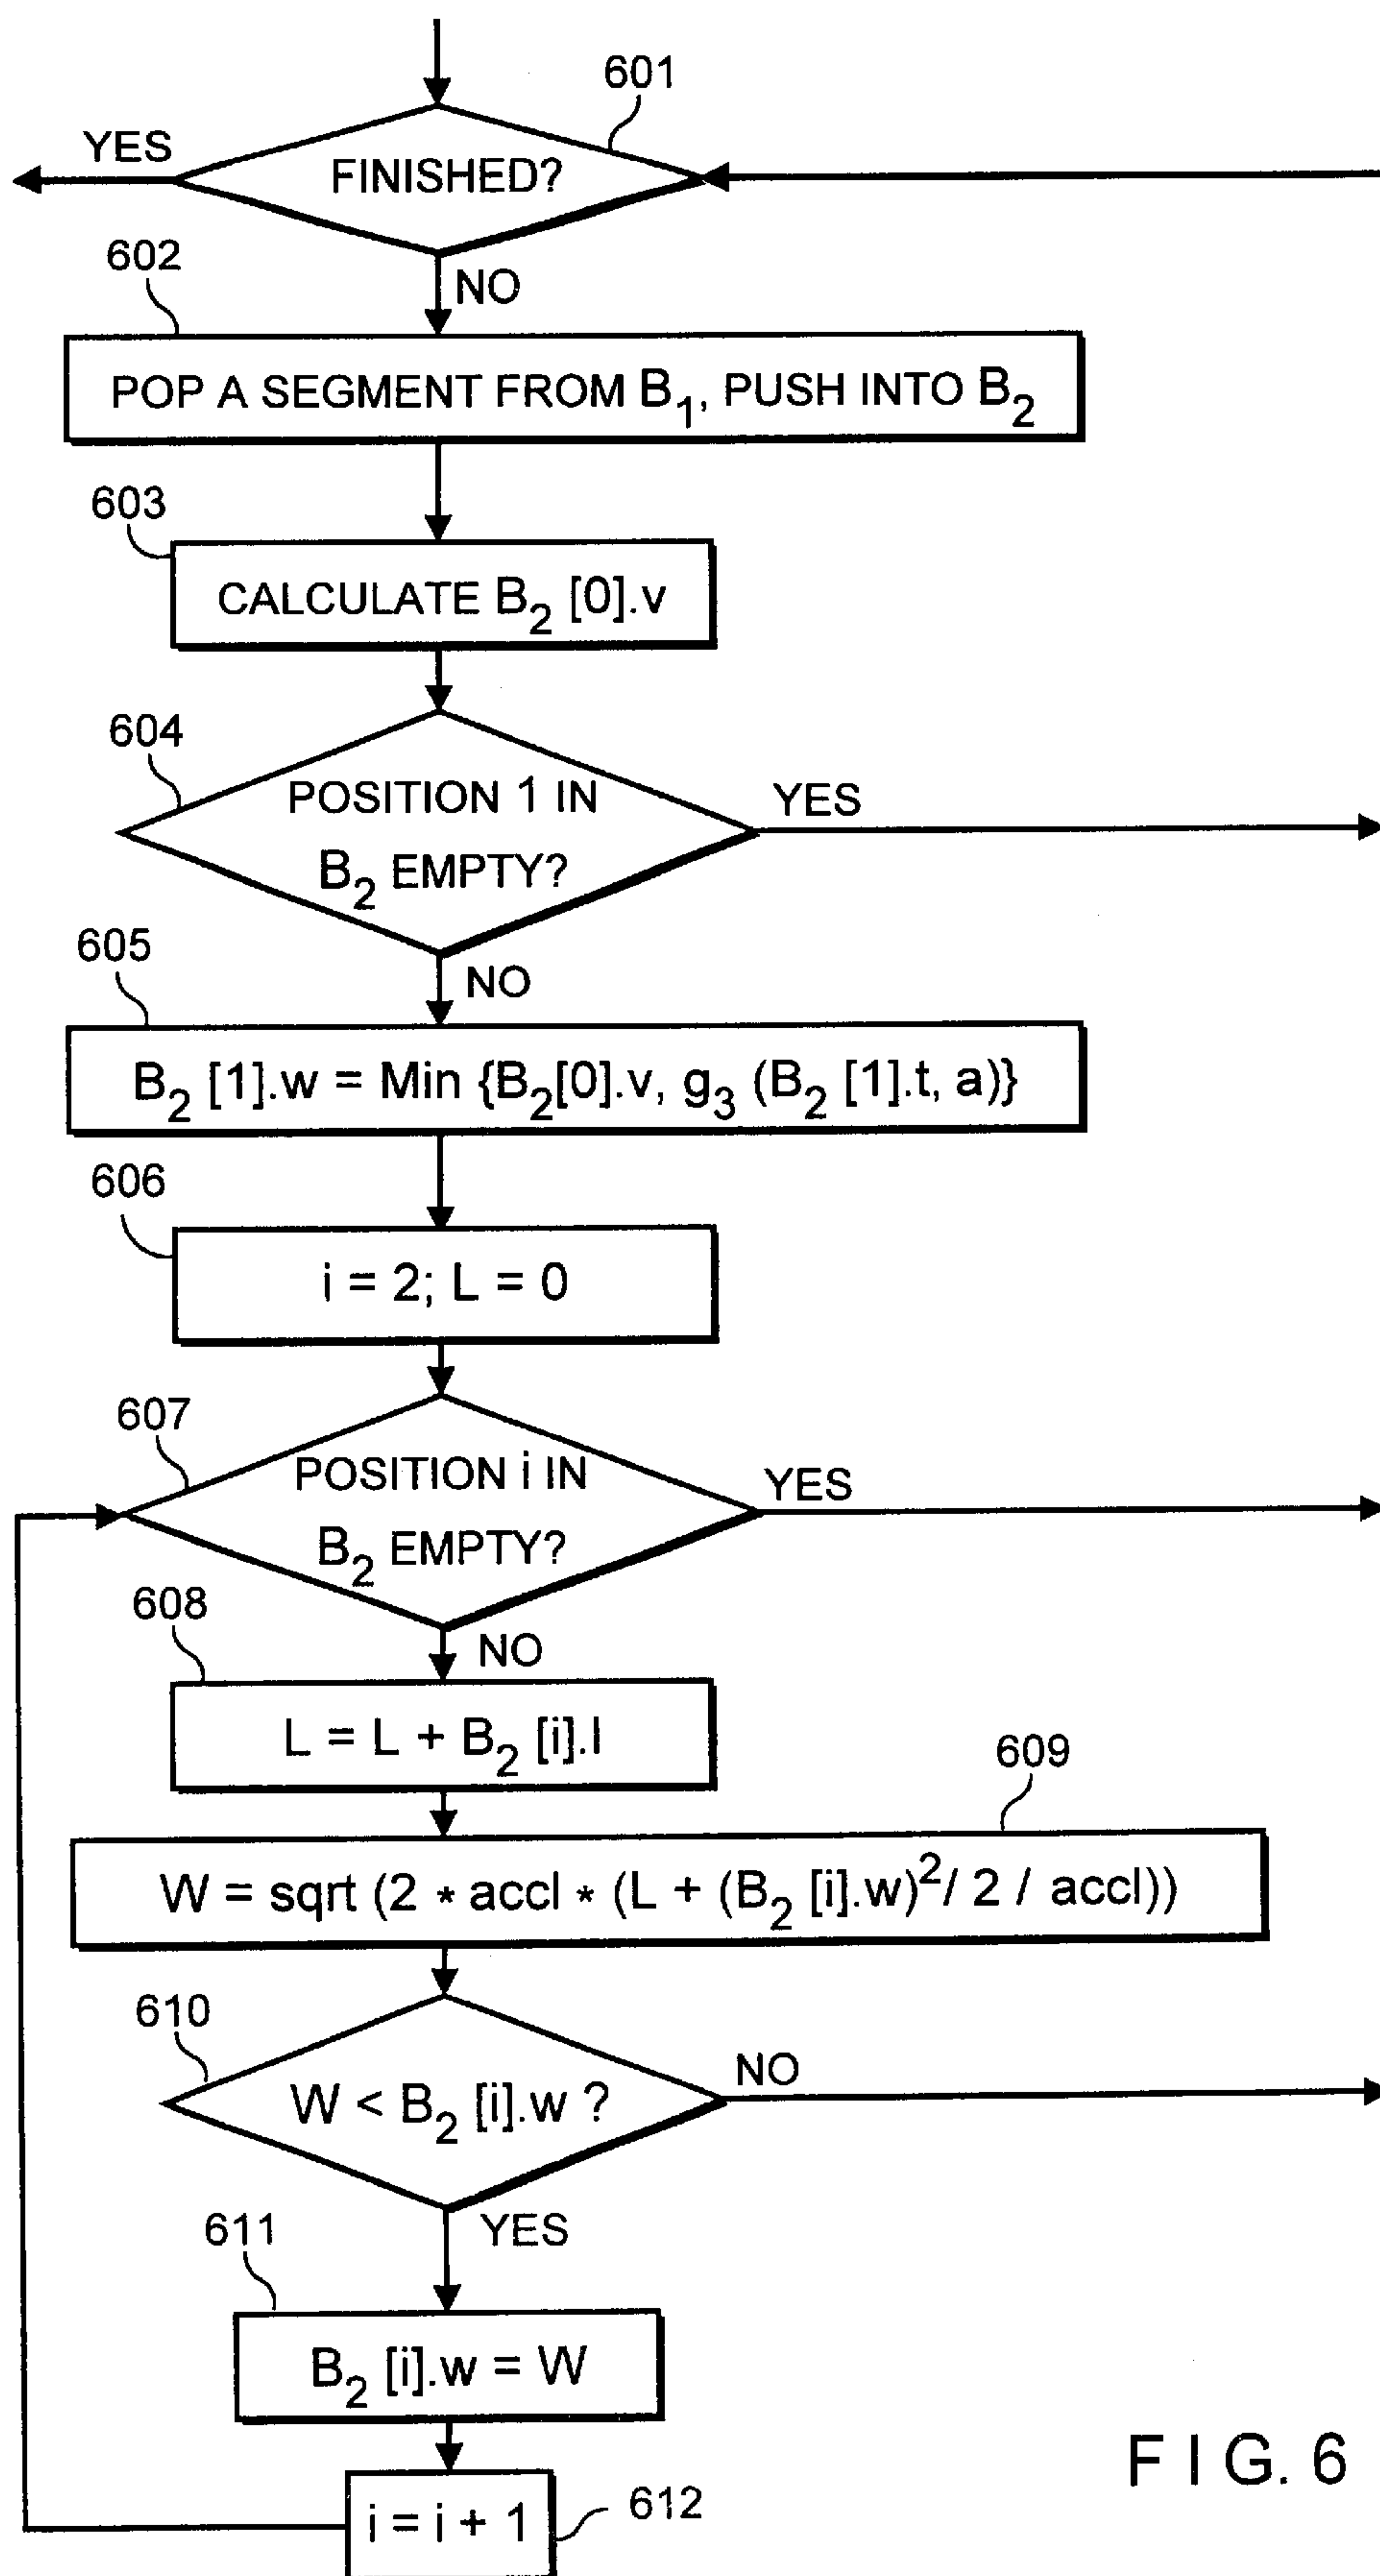 601
YES
FINISHED?
602
NO
POP A SEGMENT FROM B₁, PUSH INTO B₂
603
CALCULATE B₂ [0].v
604
POSITION 1 IN
B₂ EMPTY?
YES
605
NO
B₂ [1].w = Min {B₂[0].v, g₃ (B₂ [1].t, a)}
606
i = 2; L = 0
607
POSITION i IN
B₂ EMPTY?
YES
608
NO
L = L + B₂ [i].l
609
W = sqrt (2 * accl * (L + (B₂ [i].w)²/ 2 / accl))
610
W < B₂ [i].w ?
NO
611
YES
B₂ [i].w = W
i = i + 1
612
F I G. 6